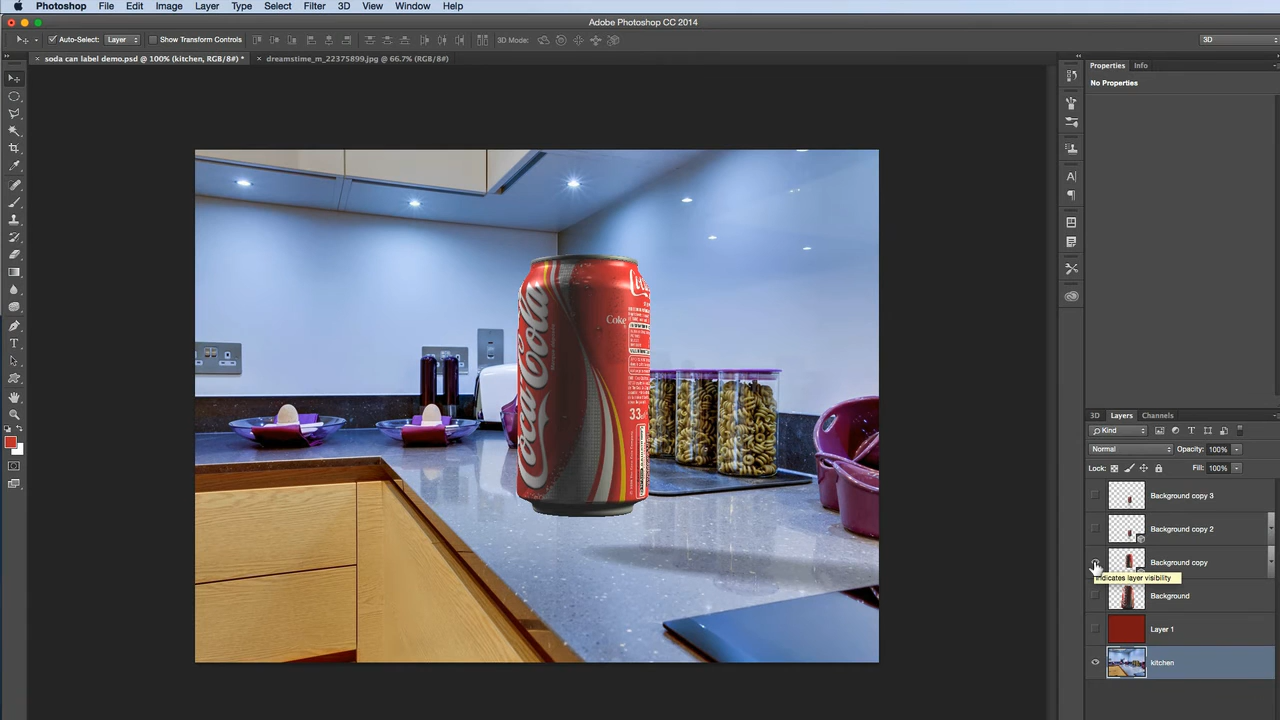 Photoshop File Edit Image Layer Type Select Filter 3D View Window Help
Adobe Photoshop CC 2014
Auto-Select: Layer Show Transform Controls 3D Mode: 3D
soda can label demo.psd @ 100% (kitchen, RGB/8#) * dreamstime_m_22375899.jpg @ 66.7% (RGB/8#)
Properties Info
No Properties
Coca-Cola
Coke
33
3D Layers Channels
Kind
Normal Opacity: 100%
Lock: Fill: 100%
Background copy 3
Background copy 2
Background copy
Indicates layer visibility
Background
Layer 1
kitchen